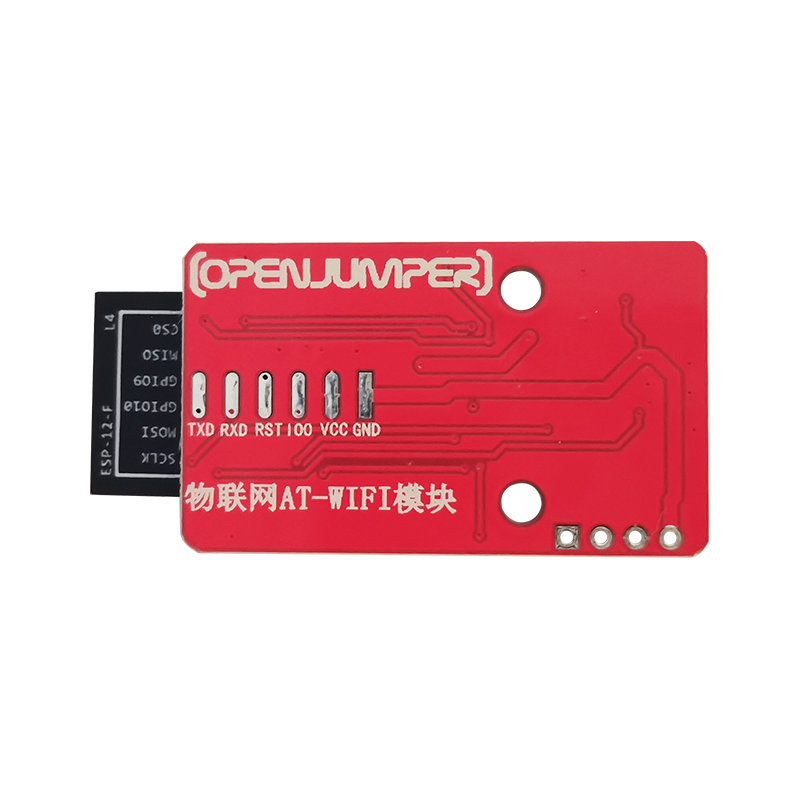 (OPENJUMPER)
L4
CS0
MISO
GPIO9
GPIO10
MOSI
SCLK
ESP-12-F
TXD RXD RST IO0 VCC GND
物联网AT-WIFI模块